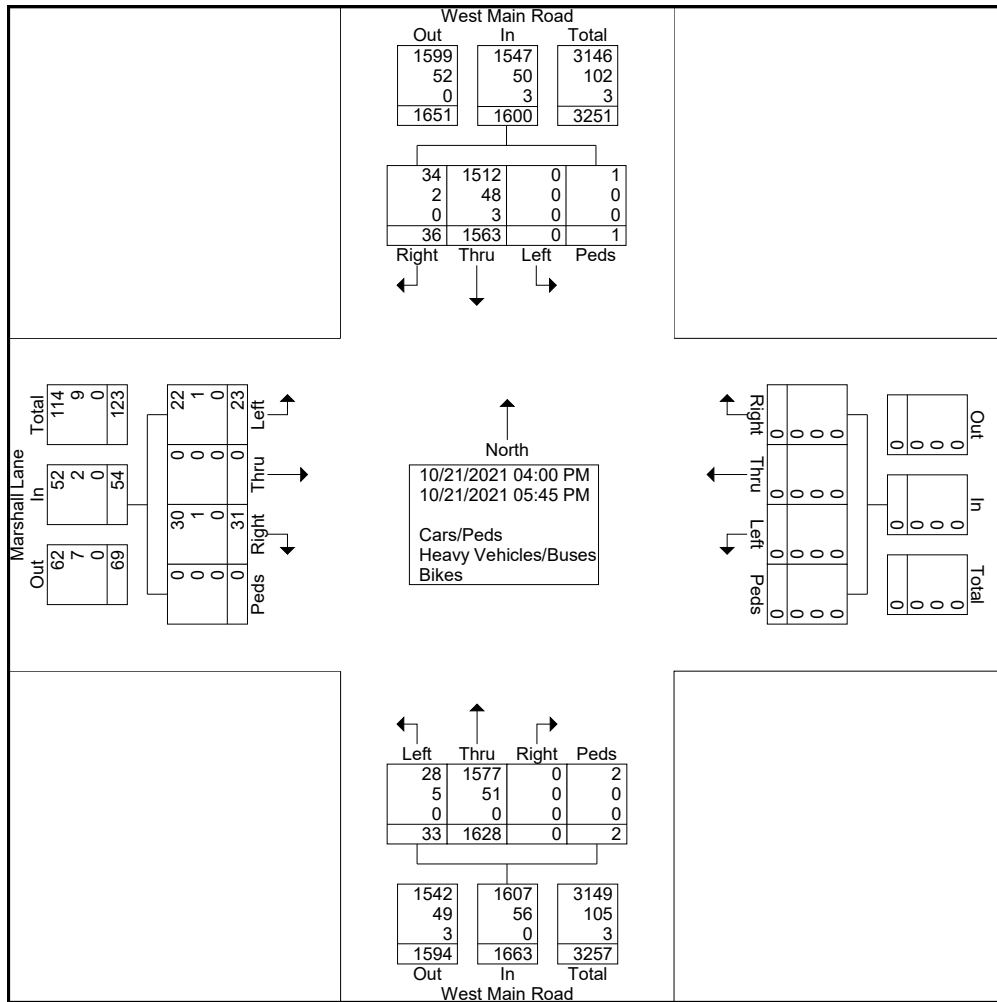 West Main Road
Out In Total
1599 1547 3146
52 50 102
0 3 3
1651 1600 3251
34 1512 0 1
2 48 0 0
0 3 0 0
36 1563 0 1
Right Thru Left Peds
Marshall Lane
Total In Out
114 52 62
9 2 7
0 0 0
123 54 69
22 0 30 0
1 0 1 0
0 0 0 0
23 0 31 0
Left Thru Right Peds
North
10/21/2021 04:00 PM
10/21/2021 05:45 PM
Cars/Peds
Heavy Vehicles/Buses
Bikes
Right Thru Left Peds
0 0 0 0
0 0 0 0
0 0 0 0
0 0 0 0
Out In Total
0 0 0
0 0 0
0 0 0
0 0 0
Left Thru Right Peds
28 1577 0 2
5 51 0 0
0 0 0 0
33 1628 0 2
1542 1607 3149
49 56 105
3 0 3
1594 1663 3257
Out In Total
West Main Road